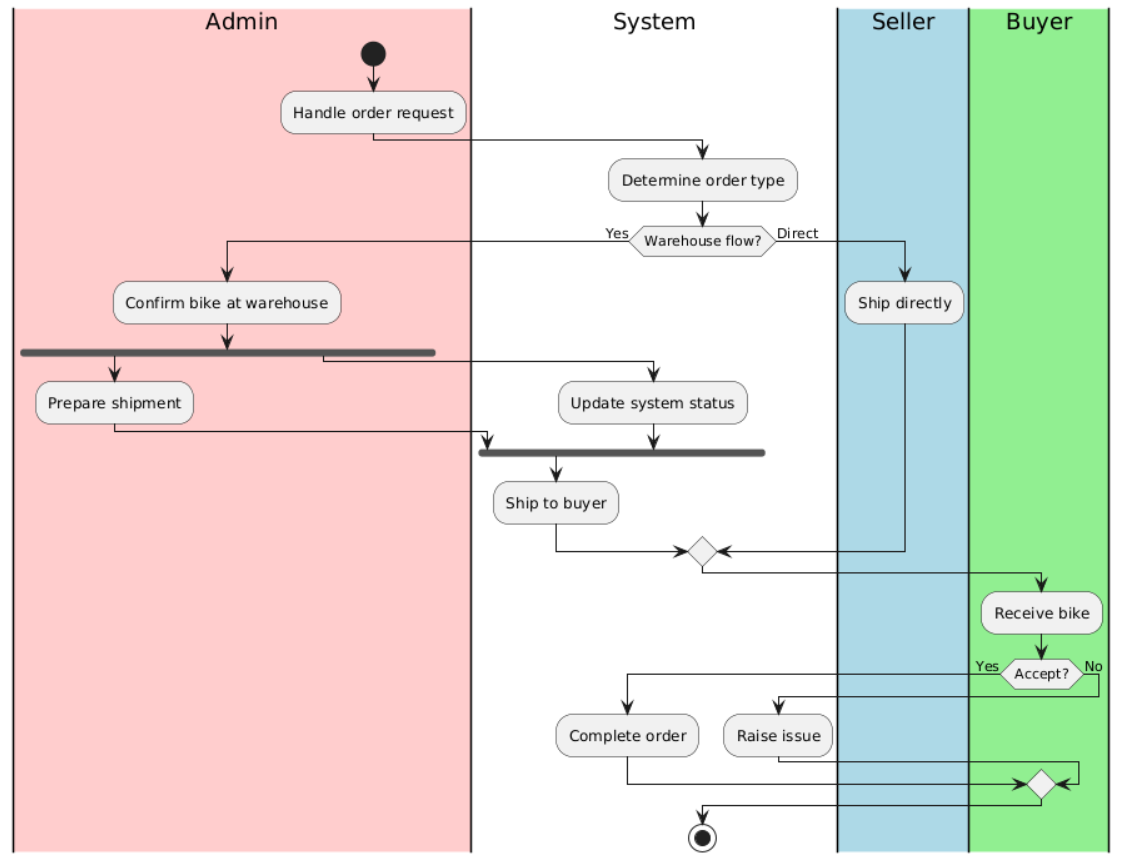 Admin
System
Seller
Buyer
Handle order request
Determine order type
Yes
Warehouse flow?
Direct
Confirm bike at warehouse
Ship directly
Prepare shipment
Update system status
Ship to buyer
Receive bike
Yes
Accept?
No
Complete order
Raise issue